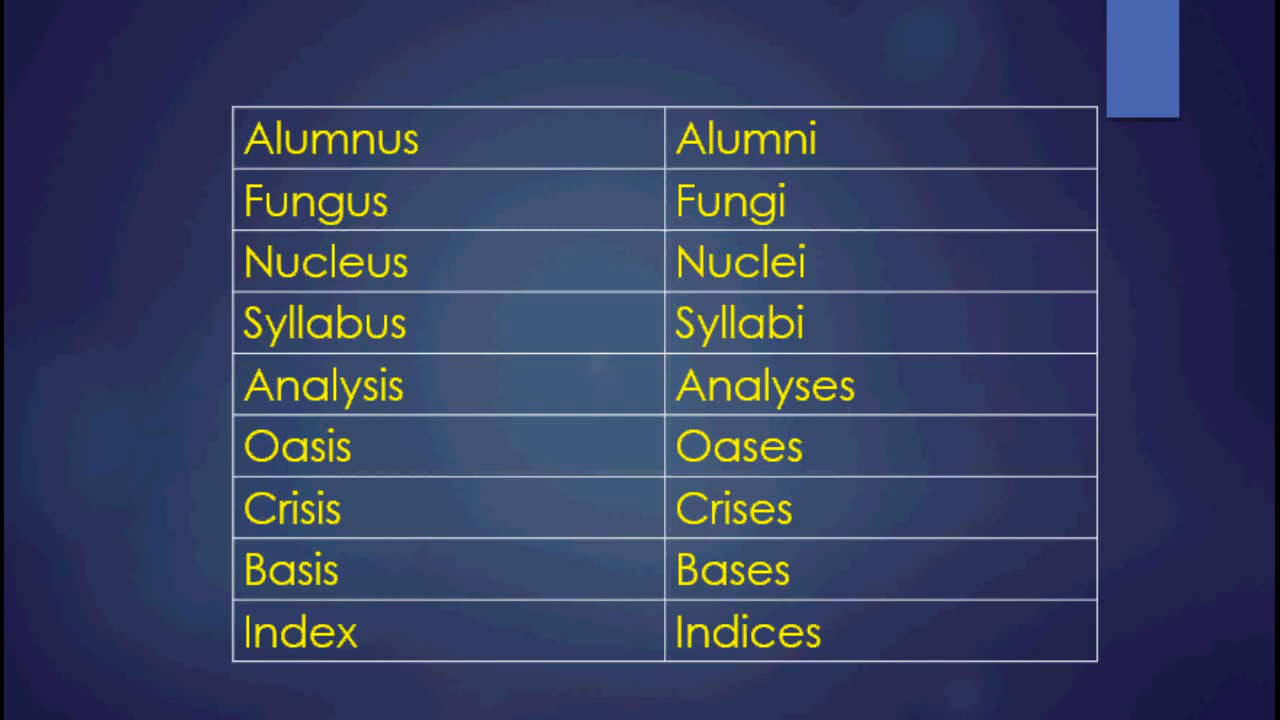 Alumnus Alumni
Fungus Fungi
Nucleus Nuclei
Syllabus Syllabi
Analysis Analyses
Oasis Oases
Crisis Crises
Basis Bases
Index Indices